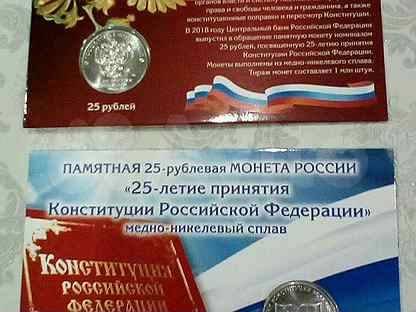 органов власти и систему
права и свободы человека и гражданина, а также
конституционные поправки и пересмотр Конституции.
В 2018 году Центральный банк Российской Федерации
выпустил в обращение памятную монету номиналом
25 рублей, посвященную 25-летию принятия
Конституции Российской Федерации.
Монеты выполнены из медно-никелевого сплава.
Тираж монет составляет 1 млн штук.
25 рублей
ПАМЯТНАЯ 25-рублевая МОНЕТА РОССИИ
«25-летие принятия
Конституции Российской Федерации»
медно-никелевый сплав
КОНСТИТУЦИЯ
РОССИЙСКОЙ
ФЕДЕРАЦИИ